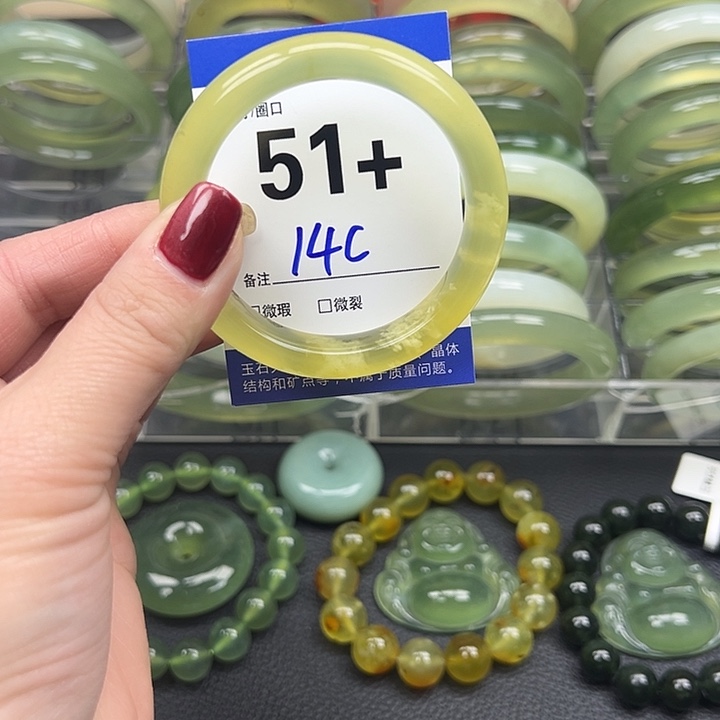 /圈口
51+
14C
备注
微瑕 □微裂
玉石 晶体
结构和矿点等 不属于质量问题。